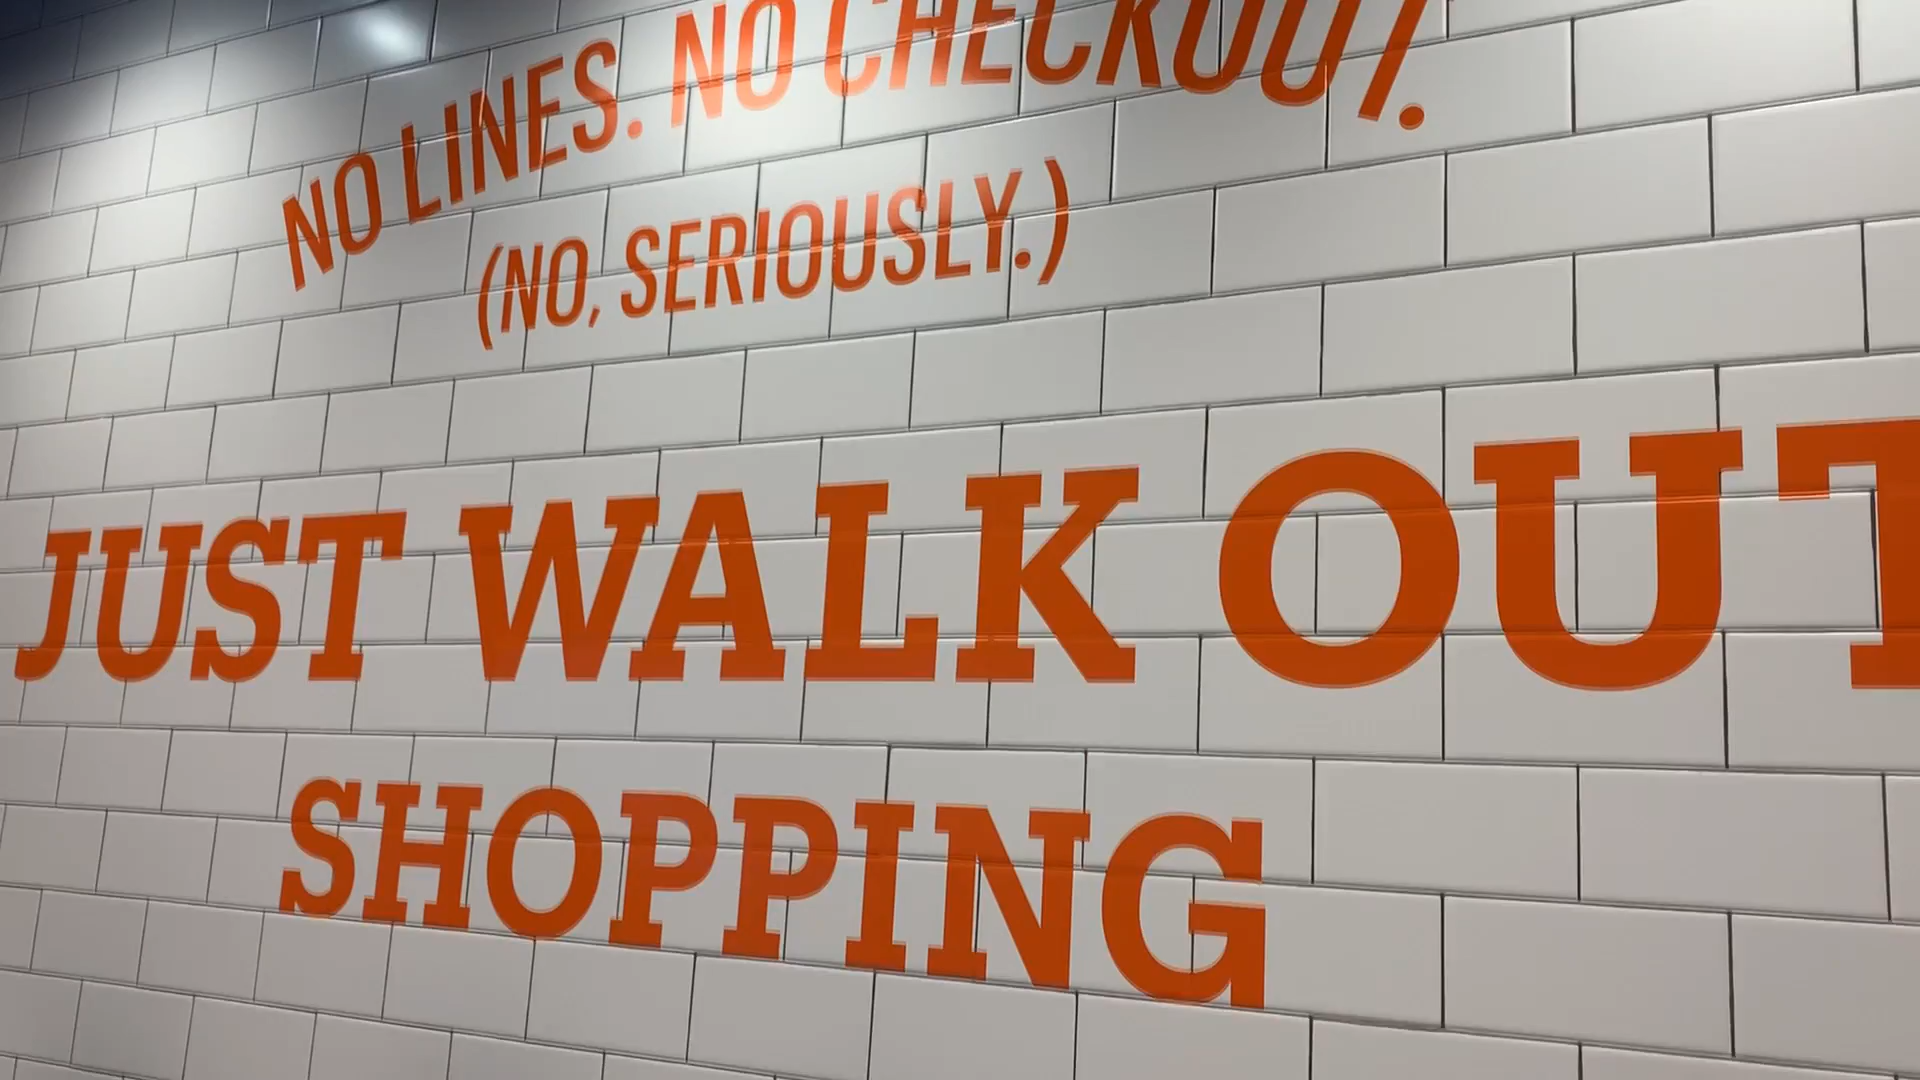 NO LINES. NO CHECKOUT.
(NO, SERIOUSLY.)
JUST WALK OUT
SHOPPING